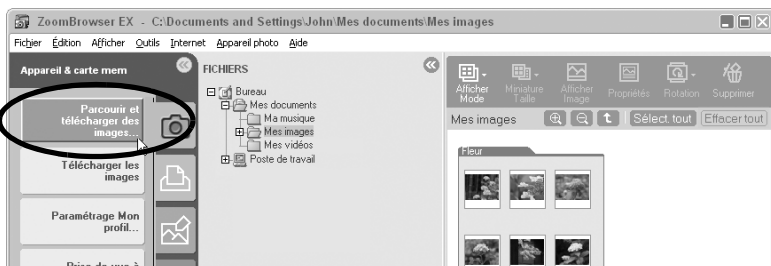 ZoomBrowser EX - C:\Documents and Settings\John\Mes documents\Mes images
Fichier Édition Afficher Outils Internet Appareil photo Aide
Appareil & carte mem
Parcourir et
télécharger des
images...
Télécharger les
images
Paramétrage Mon
profil...
Prise de vue à
FICHIERS
Bureau
Mes documents
Ma musique
Mes images
Mes vidéos
Poste de travail
Afficher
Mode
Miniature
Taille
Afficher
Image
Propriétés
Rotation
Supprimer
Mes images
Sélect. tout
Effacer tout
Fleur